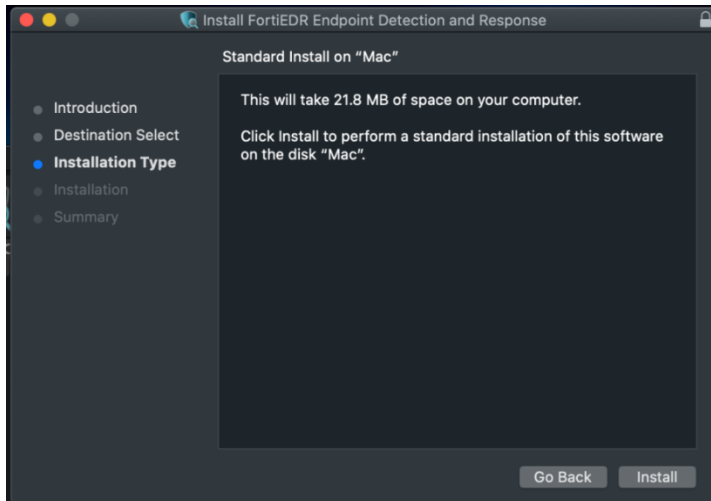 Install FortiEDR Endpoint Detection and Response
Standard Install on “Mac”
Introduction
Destination Select
Installation Type
Installation
Summary
This will take 21.8 MB of space on your computer.
Click Install to perform a standard installation of this software
on the disk “Mac”.
Go Back
Install